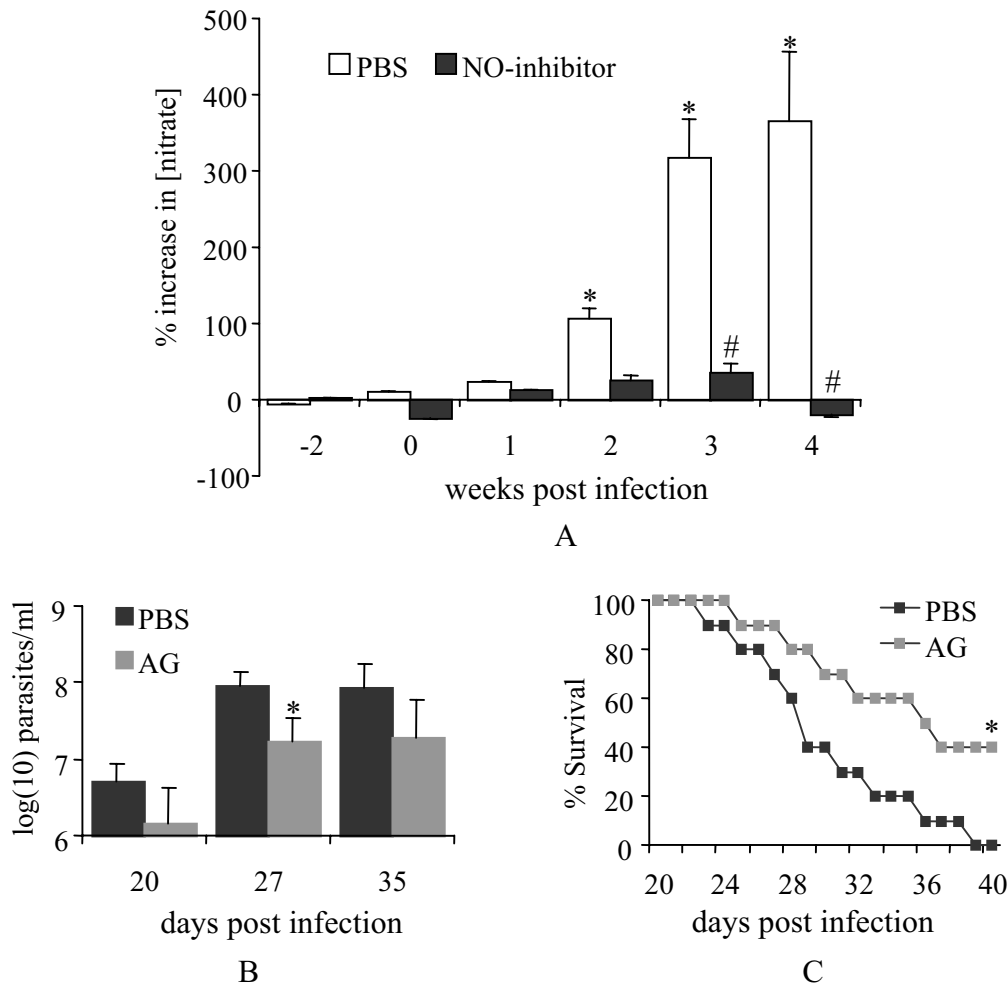 500
400
300
200
100
0
-100
% increase in [nitrate]
PBS NO-inhibitor
*
*
*
#
#
-2 0 1 2 3 4
weeks post infection
A
9
8
7
6
log(10) parasites/ml
PBS
AG
*
20 27 35
days post infection
B
100
80
60
40
20
0
% Survival
PBS
AG
*
20 24 28 32 36 40
days post infection
C